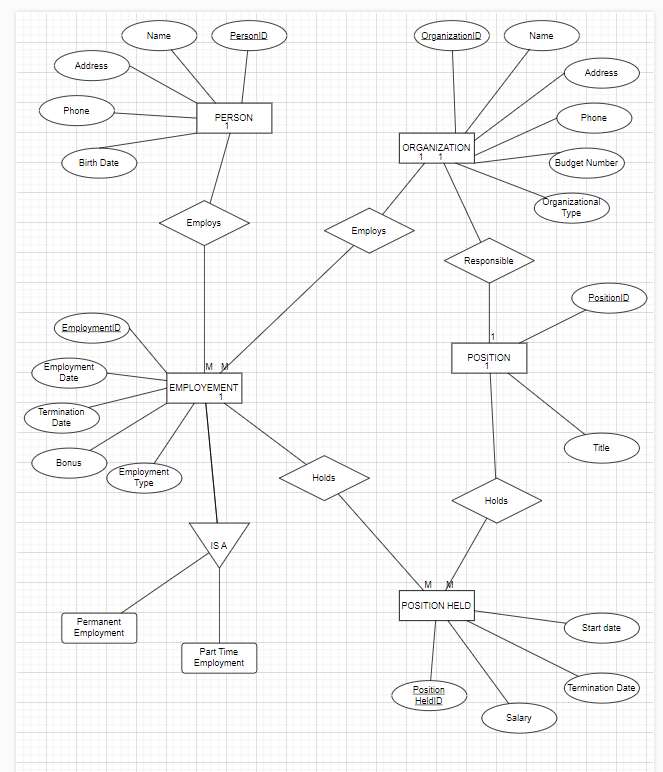 Name
PersonID
OrganizationID
Name
Address
Address
Phone
Phone
PERSON
1
Birth Date
ORGANIZATION
1 1
Budget Number
Organizational
Type
Employs
Employs
Responsible
PositionID
EmploymentID
1
Employment
Date
M M
POSITION
1
EMPLOYEMENT
1
Termination
Date
Title
Bonus
Employment
Type
Holds
Holds
IS A
M M
POSITION HELD
Permanent
Employment
Start date
Part Time
Employment
Position
HeldID
Termination Date
Salary